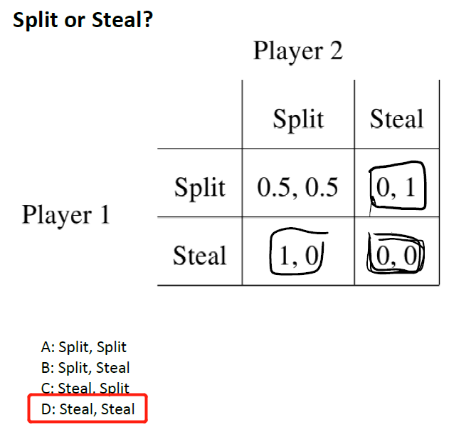 Split or Steal?
Player 2
Split Steal
Split 0.5, 0.5 0, 1
Player 1
Steal 1, 0 0, 0
A: Split, Split
B: Split, Steal
C: Steal, Split
D: Steal, Steal